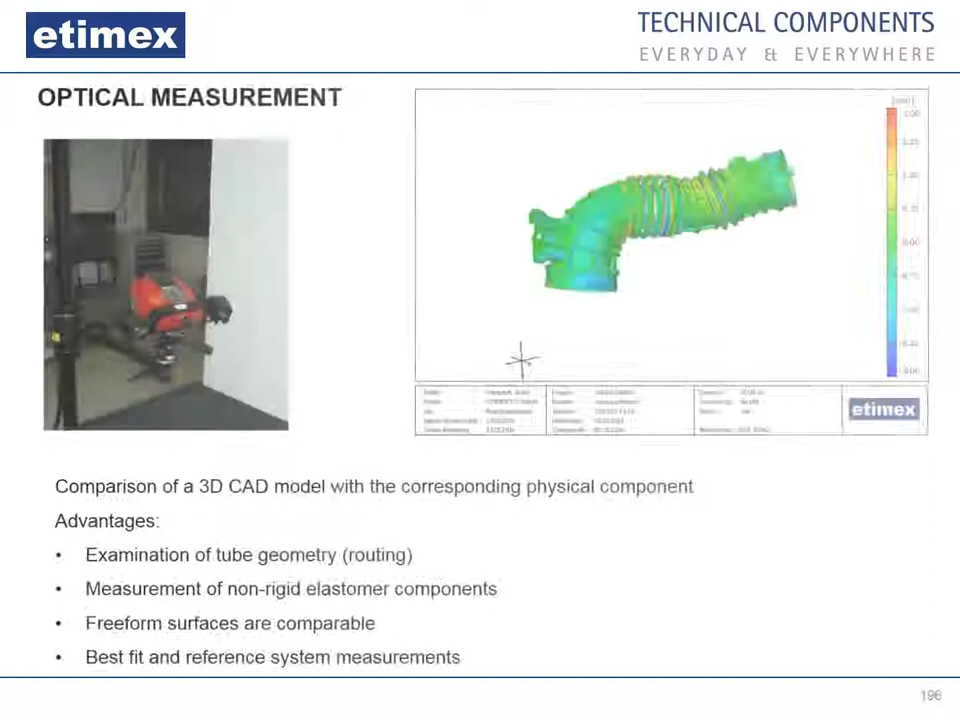 etimex
TECHNICAL COMPONENTS
EVERYDAY & EVERYWHERE
OPTICAL MEASUREMENT
etimex
Comparison of a 3D CAD model with the corresponding physical component
Advantages:
• Examination of tube geometry (routing)
• Measurement of non-rigid elastomer components
• Freeform surfaces are comparable
• Best fit and reference system measurements
196